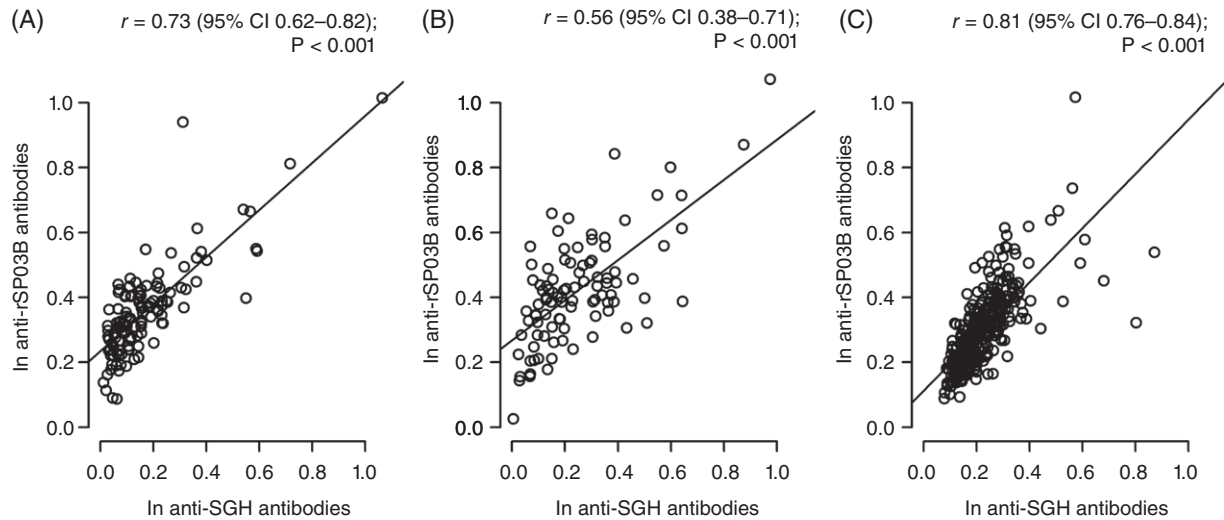 (A)
r = 0.73 (95% CI 0.62–0.82);
P < 0.001
ln anti-rSP03B antibodies
1.0
0.8
0.6
0.4
0.2
0.0
0.0 0.2 0.4 0.6 0.8 1.0
ln anti-SGH antibodies
(B)
r = 0.56 (95% CI 0.38–0.71);
P < 0.001
ln anti-rSP03B antibodies
1.0
0.8
0.6
0.4
0.2
0.0
0.0 0.2 0.4 0.6 0.8 1.0
ln anti-SGH antibodies
(C)
r = 0.81 (95% CI 0.76–0.84);
P < 0.001
ln anti-rSP03B antibodies
1.0
0.8
0.6
0.4
0.2
0.0
0.0 0.2 0.4 0.6 0.8 1.0
ln anti-SGH antibodies